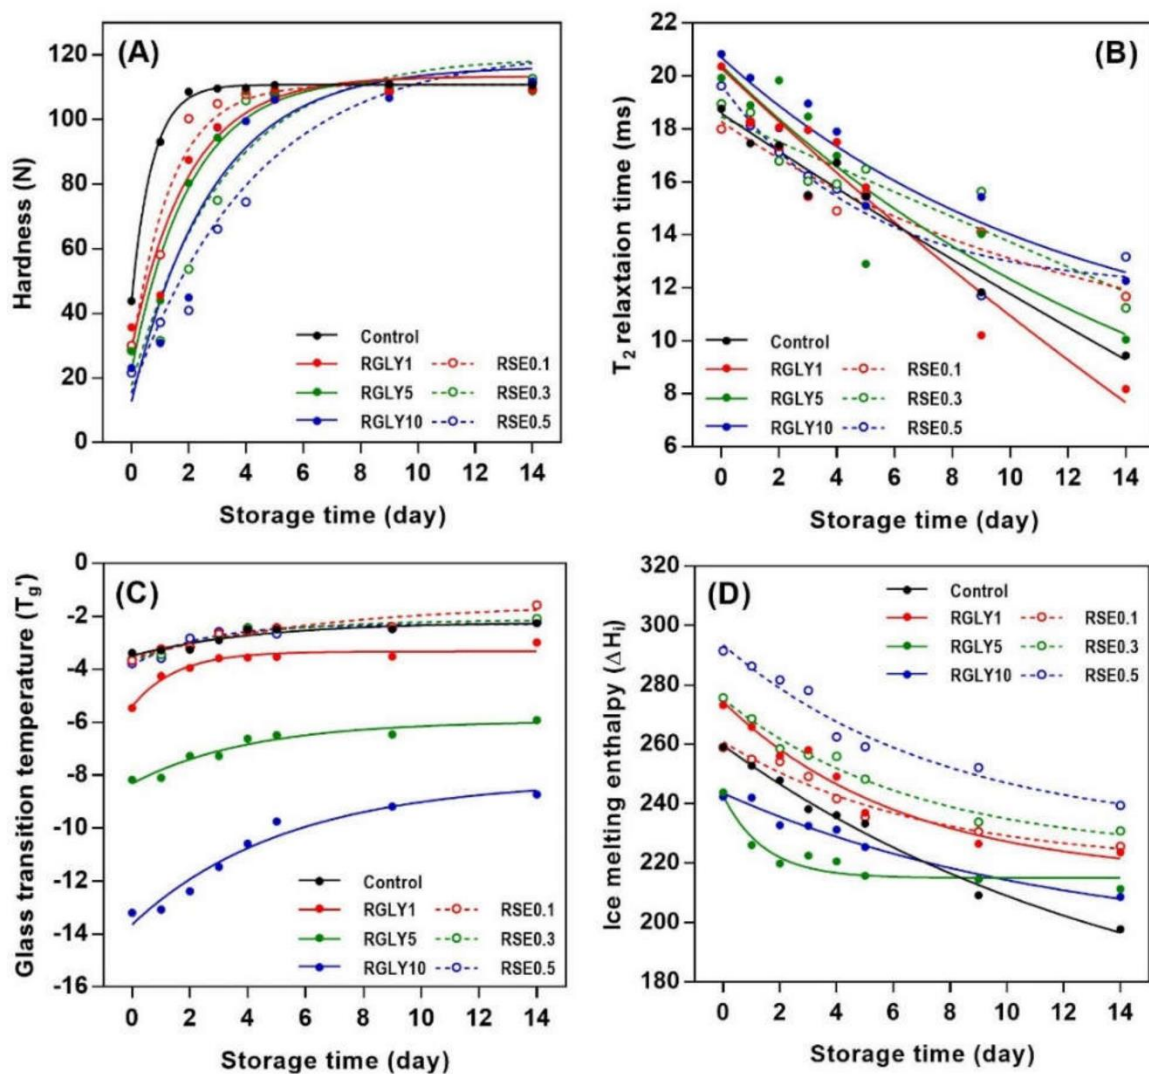 (A)
Hardness (N)
120
100
80
60
40
20
0
Control
RGLY1 RSE0.1
RGLY5 RSE0.3
RGLY10 RSE0.5
0 2 4 6 8 10 12 14
Storage time (day)
(B)
T2 relaxtaion time (ms)
22
20
18
16
14
12
10
8
6
Control
RGLY1 RSE0.1
RGLY5 RSE0.3
RGLY10 RSE0.5
0 2 4 6 8 10 12 14
Storage time (day)
(C)
Glass transition temperature (Tg')
-0
-2
-4
-6
-8
-10
-12
-14
-16
Control
RGLY1 RSE0.1
RGLY5 RSE0.3
RGLY10 RSE0.5
0 2 4 6 8 10 12 14
Storage time (day)
(D)
Ice melting enthalpy (ΔHi)
320
300
280
260
240
220
200
180
Control
RGLY1 RSE0.1
RGLY5 RSE0.3
RGLY10 RSE0.5
0 2 4 6 8 10 12 14
Storage time (day)